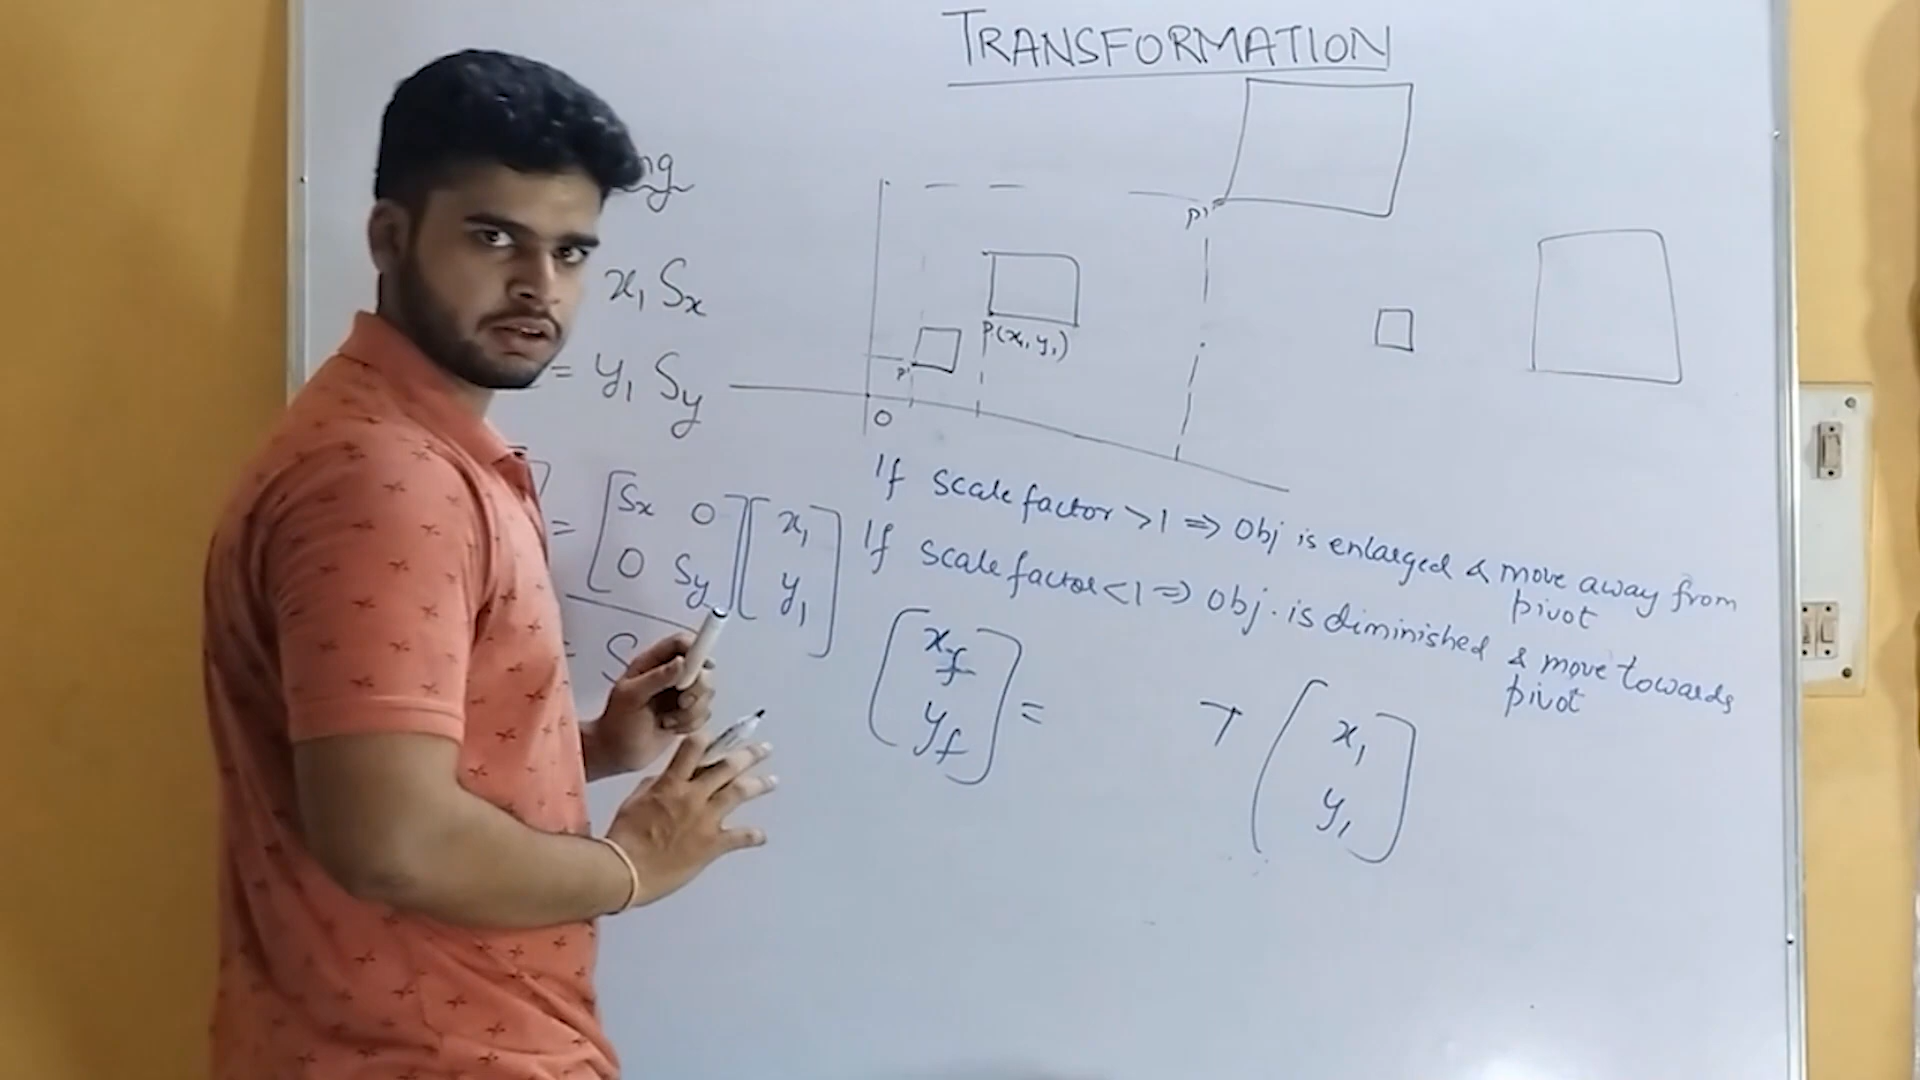 TRANSFORMATION
x₁ Sx
= y₁ Sy
= [Sx 0] [x₁]
[0 Sy] [y₁]
= S
P'
P(x₁, y₁)
P'
O
If scale factor >1 ⇒ Obj is enlarged & move away from pivot
If scale factor <1 ⇒ Obj. is diminished & move towards pivot
[xf] = T [x₁]
[yf] [y₁]